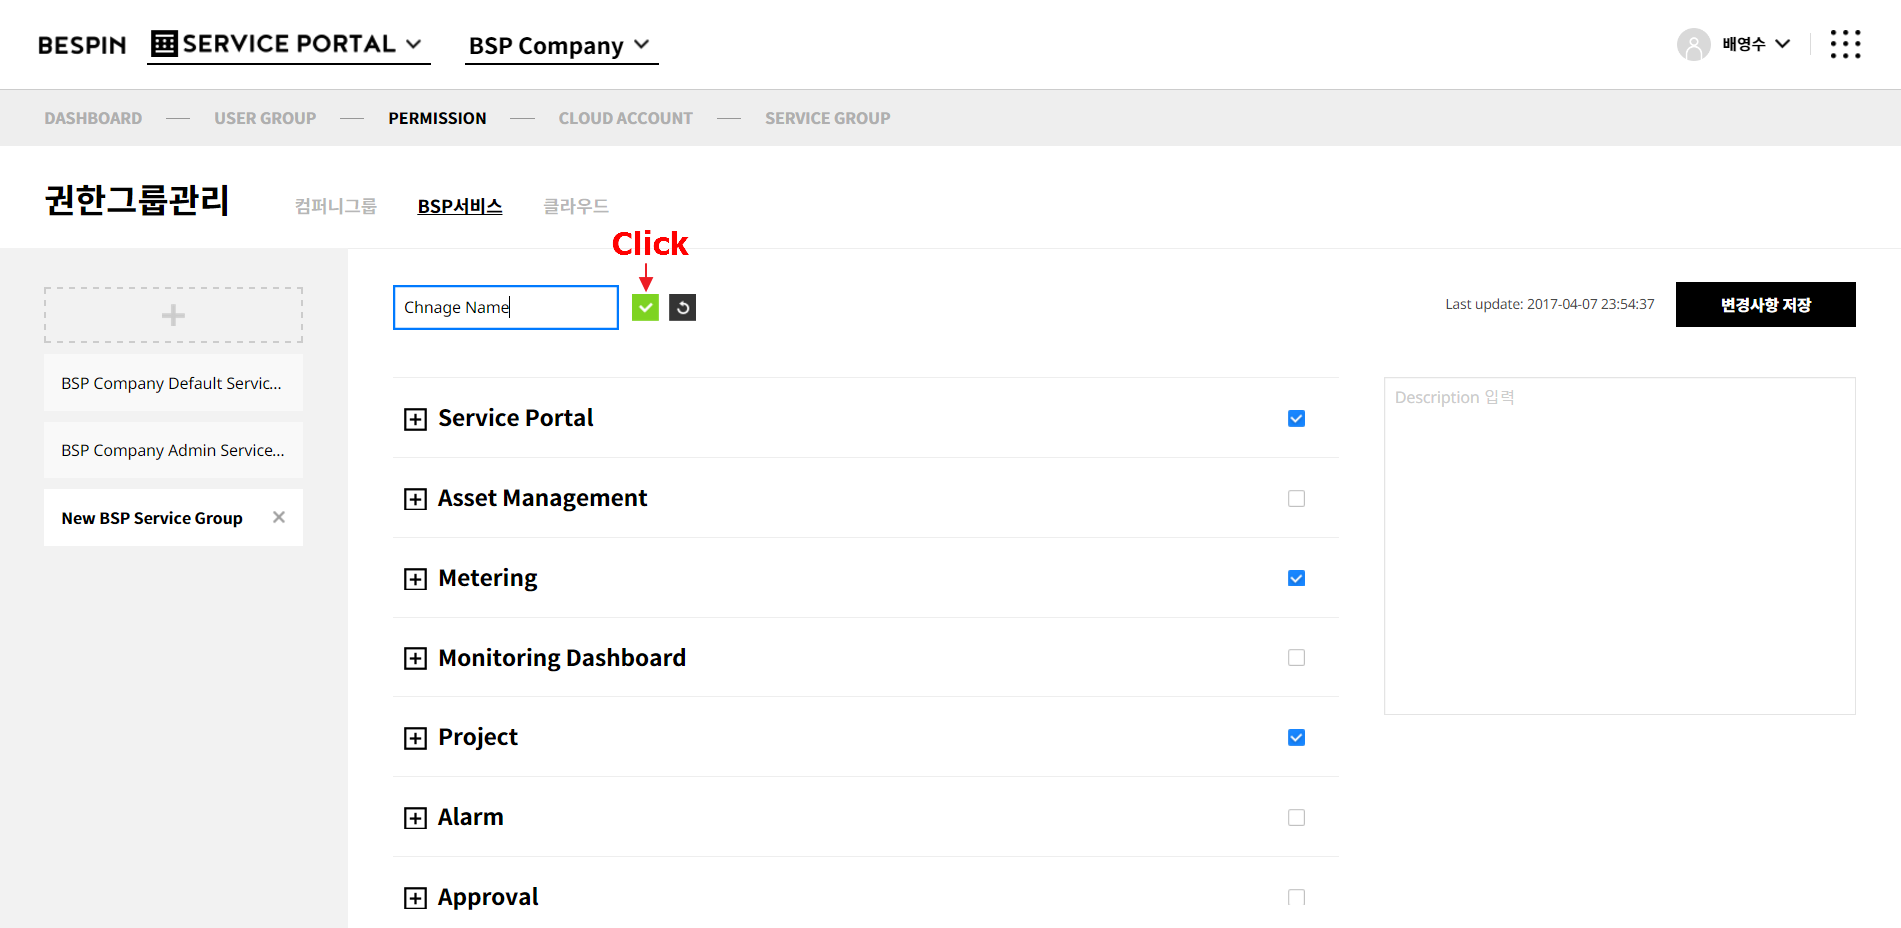 BESPIN SERVICE PORTAL BSP Company 배영수
DASHBOARD USER GROUP PERMISSION CLOUD ACCOUNT SERVICE GROUP
권한그룹관리 컴퍼니그룹 BSP서비스 클라우드
Click
Chnage Name Last update: 2017-04-07 23:54:37 변경사항 저장
BSP Company Default Servic...
BSP Company Admin Service...
New BSP Service Group
Service Portal
Asset Management
Metering
Monitoring Dashboard
Project
Alarm
Approval
Description 입력